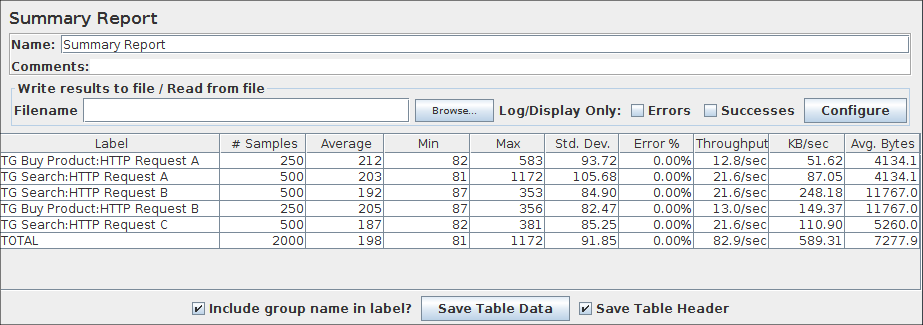 Summary Report
Name: Summary Report
Comments:
Write results to file / Read from file
Filename Browse... Log/Display Only: Errors Successes Configure
Label # Samples Average Min Max Std. Dev. Error % Throughput KB/sec Avg. Bytes
TG Buy Product:HTTP Request A 250 212 82 583 93.72 0.00% 12.8/sec 51.62 4134.1
TG Search:HTTP Request A 500 203 81 1172 105.68 0.00% 21.6/sec 87.05 4134.1
TG Search:HTTP Request B 500 192 87 353 84.90 0.00% 21.6/sec 248.18 11767.0
TG Buy Product:HTTP Request B 250 205 87 356 82.47 0.00% 13.0/sec 149.37 11767.0
TG Search:HTTP Request C 500 187 82 381 85.25 0.00% 21.6/sec 110.90 5260.0
TOTAL 2000 198 81 1172 91.85 0.00% 82.9/sec 589.31 7277.9
Include group name in label? Save Table Data Save Table Header